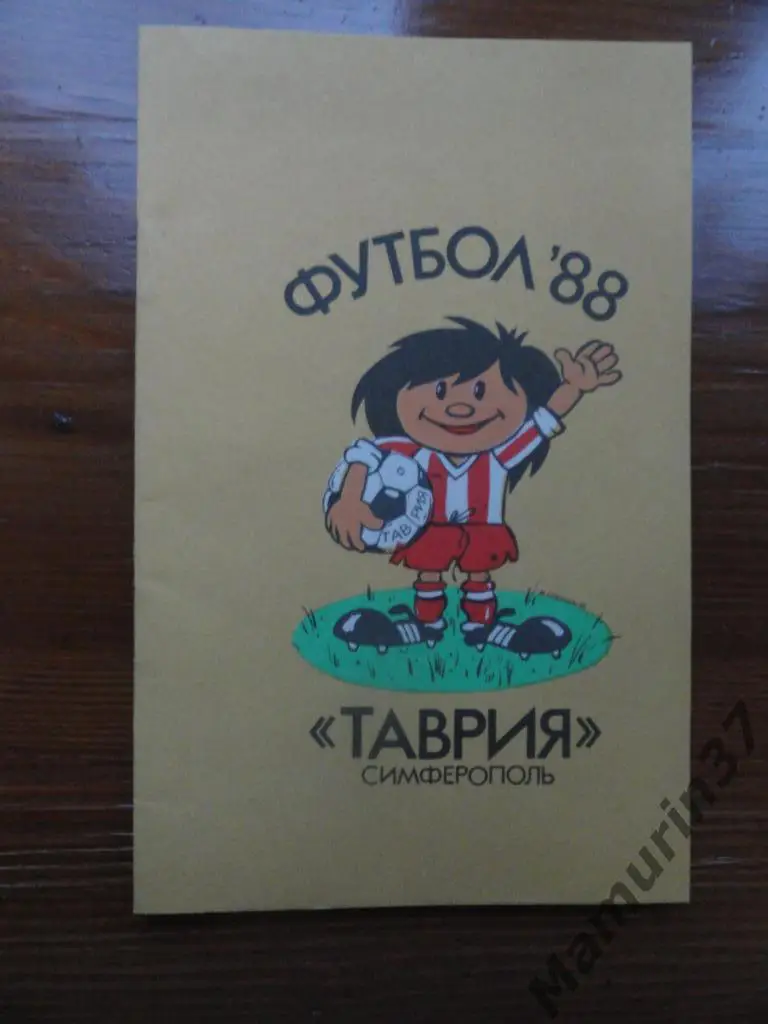 ФУТБОЛ '88
ТАВРИЯ
«ТАВРИЯ»
СИМФЕРОПОЛЬ
Mamurin37